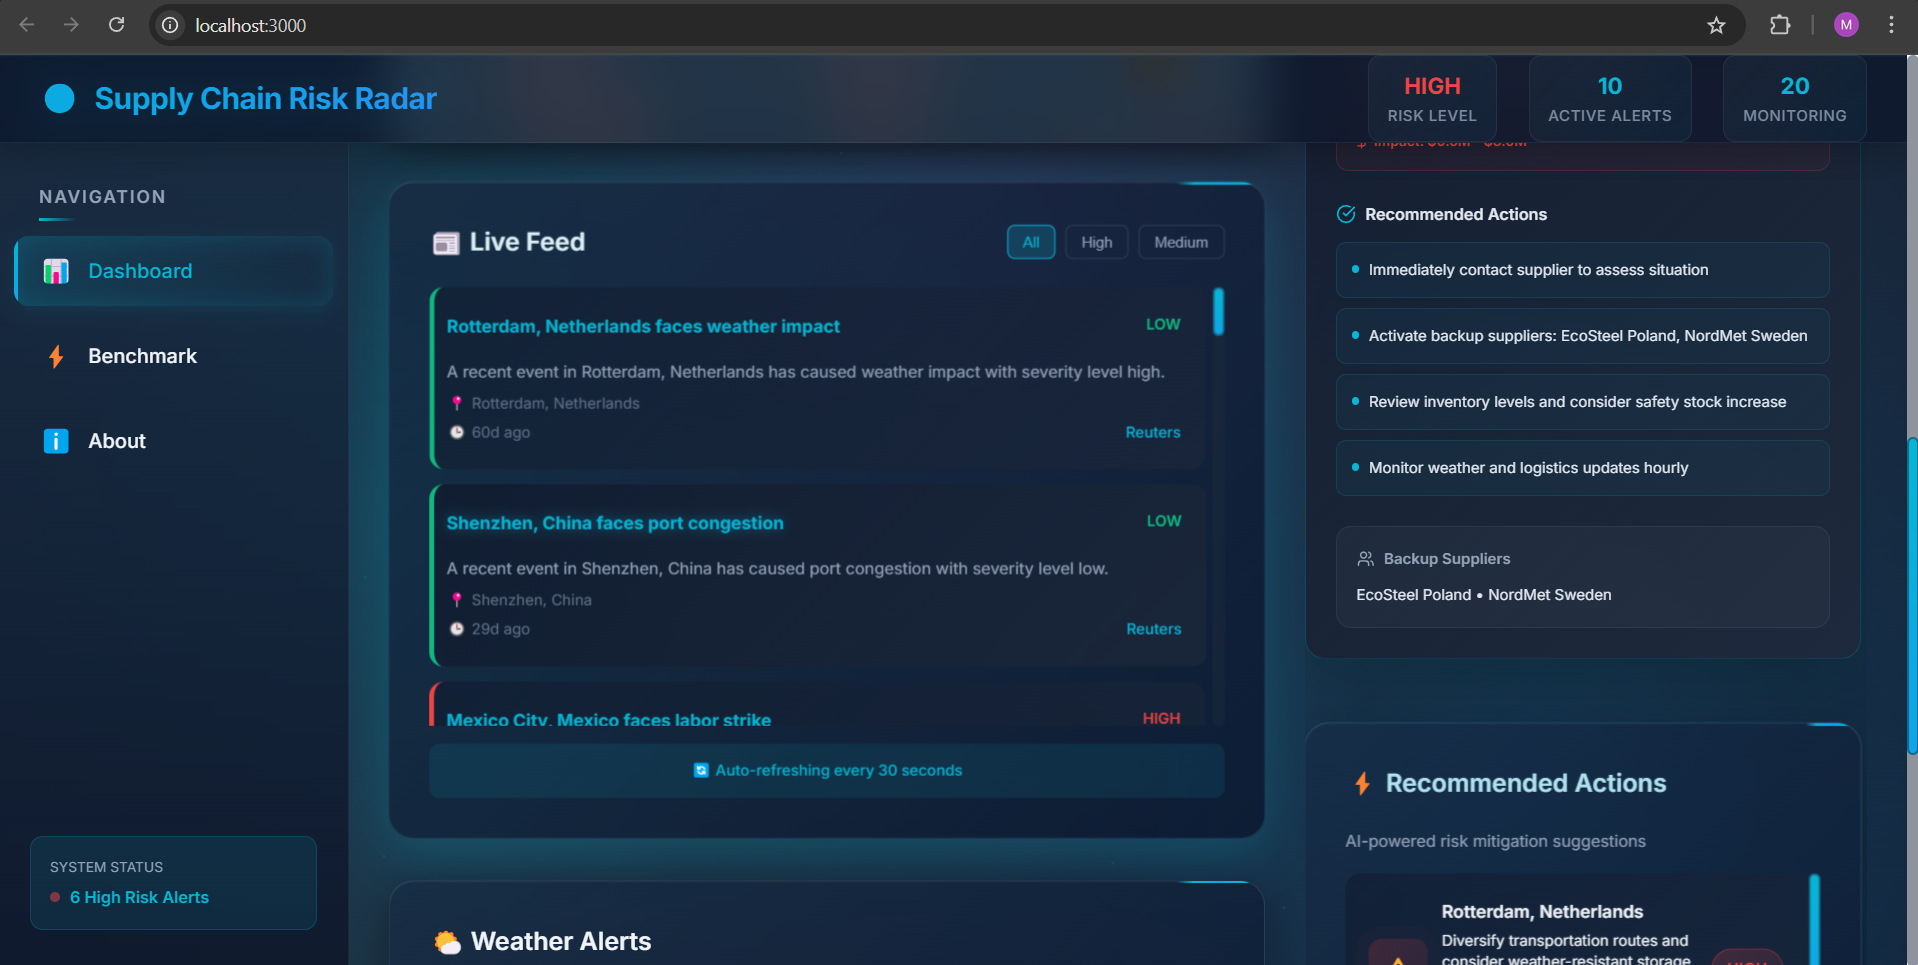 localhost:3000
M
Supply Chain Risk Radar
HIGH
RISK LEVEL
10
ACTIVE ALERTS
20
MONITORING
NAVIGATION
Dashboard
Benchmark
About
SYSTEM STATUS
6 High Risk Alerts
Live Feed
All
High
Medium
Rotterdam, Netherlands faces weather impact
LOW
A recent event in Rotterdam, Netherlands has caused weather impact with severity level high.
Rotterdam, Netherlands
60d ago
Reuters
Shenzhen, China faces port congestion
LOW
A recent event in Shenzhen, China has caused port congestion with severity level low.
Shenzhen, China
29d ago
Reuters
Mexico City, Mexico faces labor strike
HIGH
Auto-refreshing every 30 seconds
Weather Alerts
Recommended Actions
Immediately contact supplier to assess situation
Activate backup suppliers: EcoSteel Poland, NordMet Sweden
Review inventory levels and consider safety stock increase
Monitor weather and logistics updates hourly
Backup Suppliers
EcoSteel Poland • NordMet Sweden
Recommended Actions
AI-powered risk mitigation suggestions
Rotterdam, Netherlands
Diversify transportation routes and
consider weather-resistant storage
HIGH